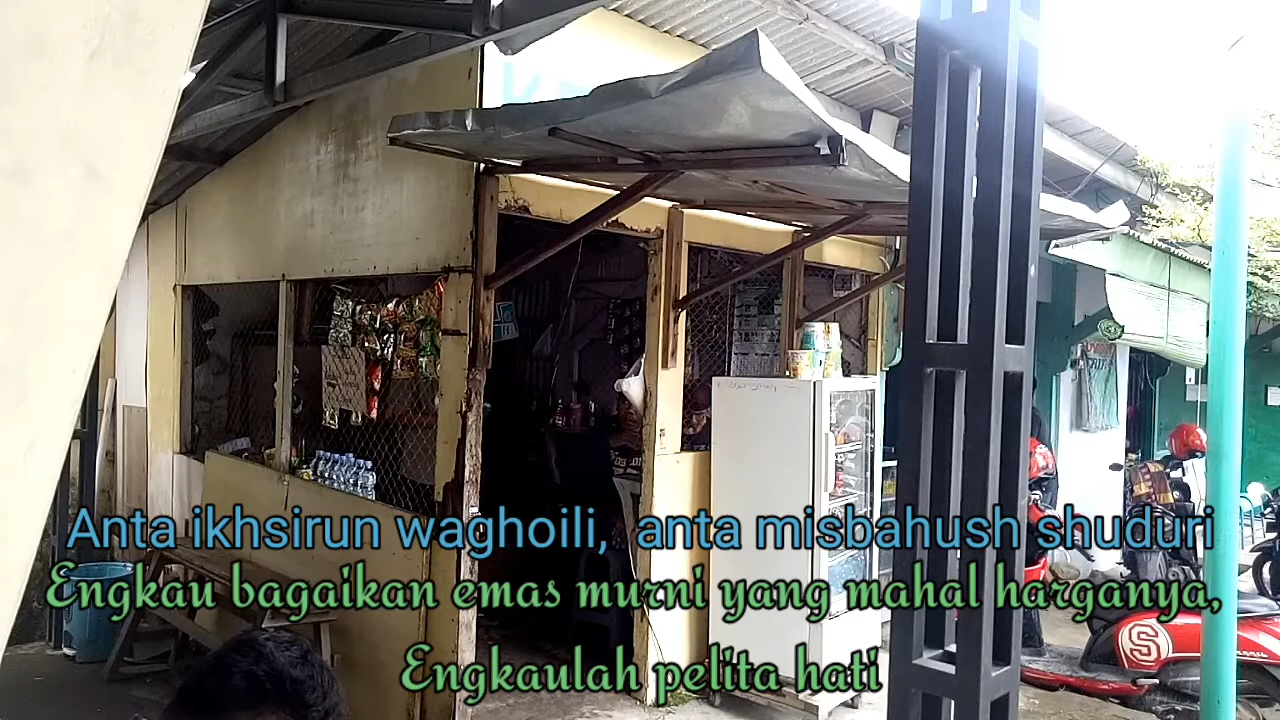 Anta ikhsirun waghoili, anta misbahush shuduri
Engkau bagaikan emas murni yang mahal harganya,
Engkaulah pelita hati
S